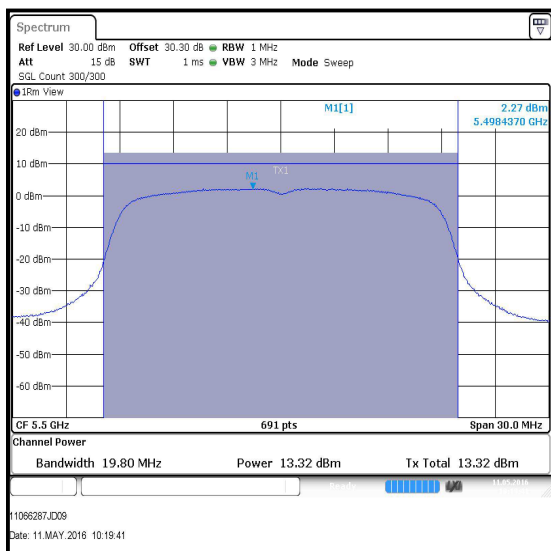 Spectrum
Ref Level 30.00 dBm Offset 30.30 dB RBW 1 MHz
Att 15 dB SWT 1 ms VBW 3 MHz Mode Sweep
SGL Count 300/300
1Rm View
M1[1] 2.27 dBm
5.4984370 GHz
20 dBm
10 dBm
TX1
M1
0 dBm
-10 dBm
-20 dBm
-30 dBm
-40 dBm
-50 dBm
-60 dBm
CF 5.5 GHz 691 pts Span 30.0 MHz
Channel Power
Bandwidth 19.80 MHz Power 13.32 dBm Tx Total 13.32 dBm
11.05.2016
11066287JD09
Date: 11.MAY.2016 10:19:41